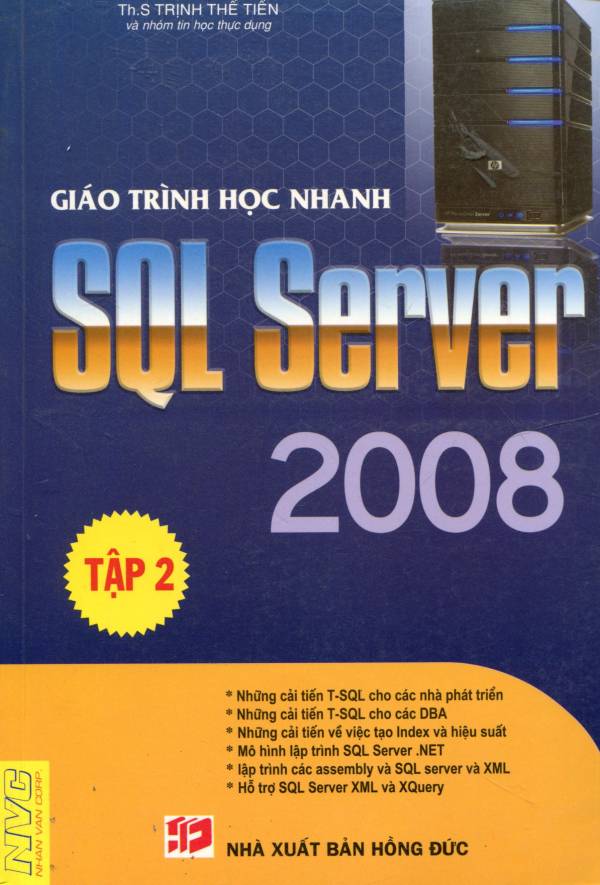 Th.S TRỊNH THẾ TIẾN
và nhóm tin học thực dụng
GIÁO TRÌNH HỌC NHANH
SQL Server
2008
TẬP 2
* Những cải tiến T-SQL cho các nhà phát triển
* Những cải tiến T-SQL cho các DBA
* Những cải tiến về việc tạo Index và hiệu suất
* Mô hình lập trình SQL Server .NET
* lập trình các assembly và SQL server và XML
* Hỗ trợ SQL Server XML và XQuery
NVC
NHAN VAN CORP.
NHÀ XUẤT BẢN HỒNG ĐỨC
hp